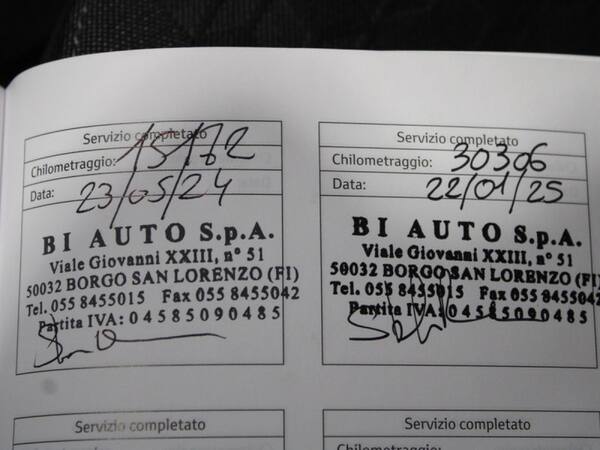 Servizio completato
Chilometraggio: 15172
Data: 23/05/24
BI AUTO S.p.A.
Viale Giovanni XXIII, n° 51
50032 BORGO SAN LORENZO (FI)
Tel. 055 8455015 Fax 055 8455042
Partita IVA: 04585090485
Servizio completato
Chilometraggio: 30306
Data: 22/01/25
BI AUTO S.p.A.
Viale Giovanni XXIII, n° 51
50032 BORGO SAN LORENZO (FI)
Tel. 055 8455015 Fax 055 8455042
Partita IVA: 04585090485
Servizio completato
Servizio completato